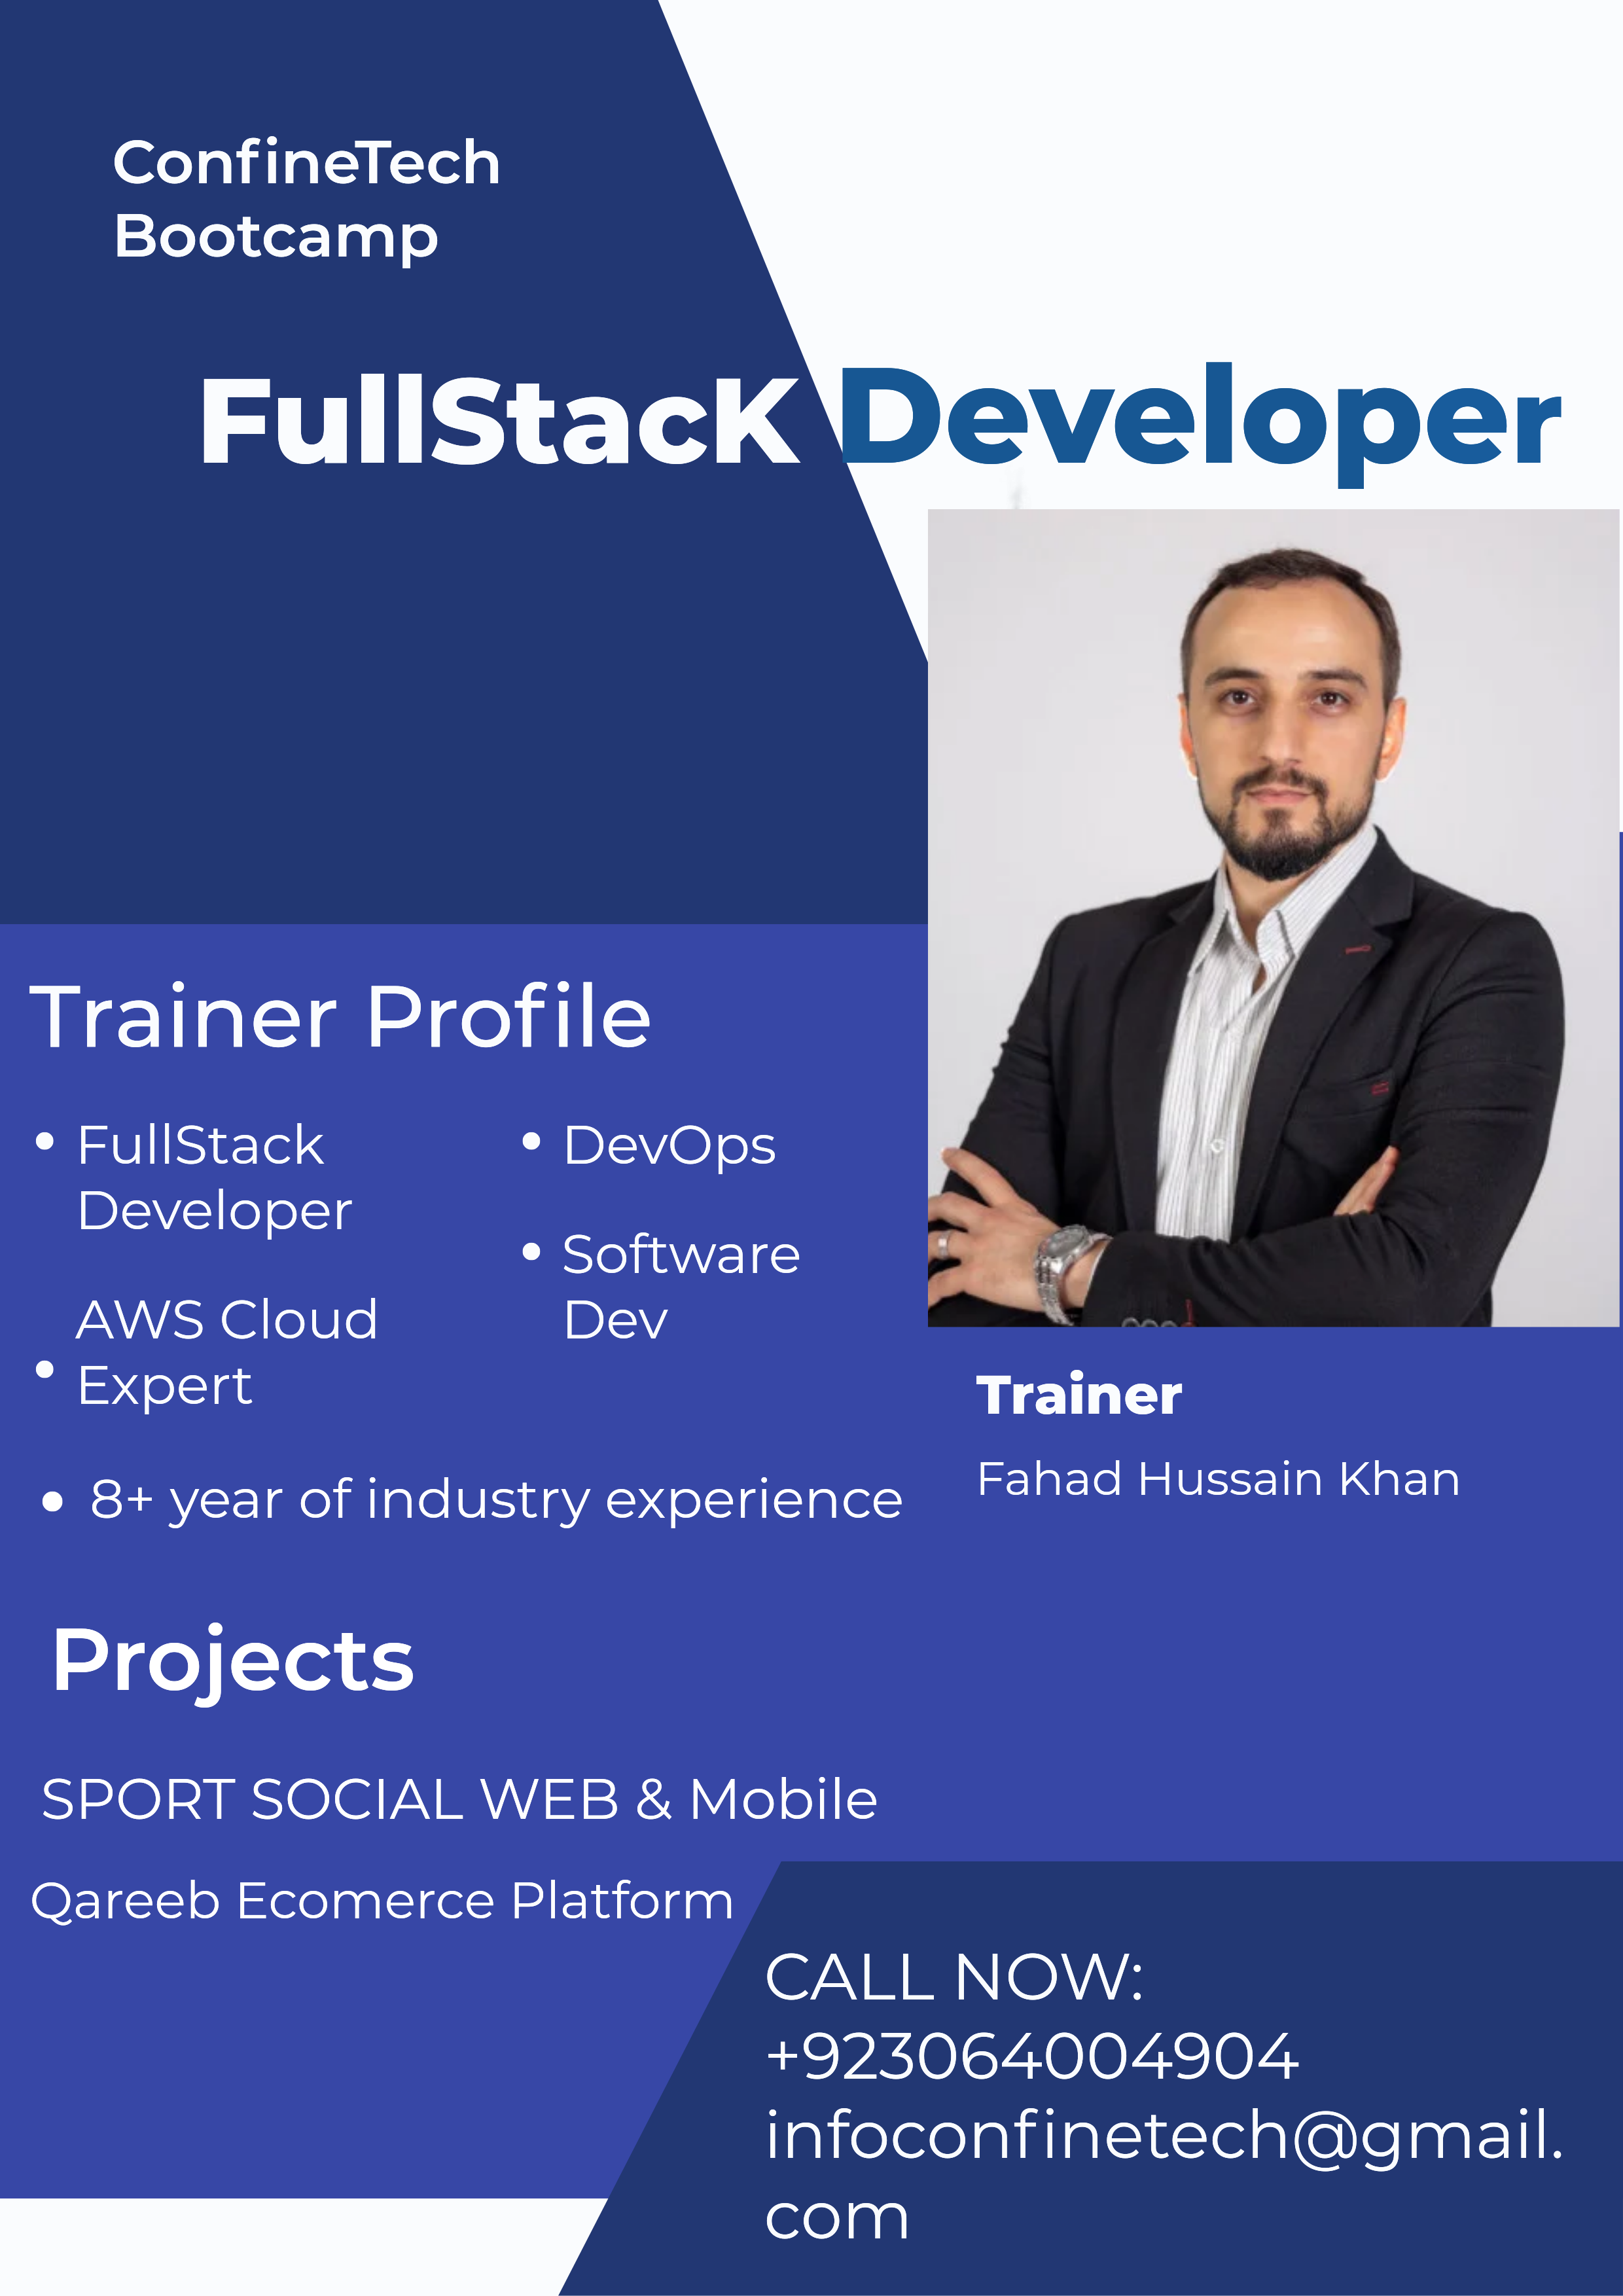 ConfineTech
Bootcamp
FullStacK Developer
Trainer Profile
• FullStack
Developer
AWS Cloud
• Expert
• DevOps
• Software
Dev
• 8+ year of industry experience
Trainer
Fahad Hussain Khan
Projects
SPORT SOCIAL WEB & Mobile
Qareeb Ecomerce Platform
CALL NOW:
+923064004904
infoconfinetech@gmail.
com